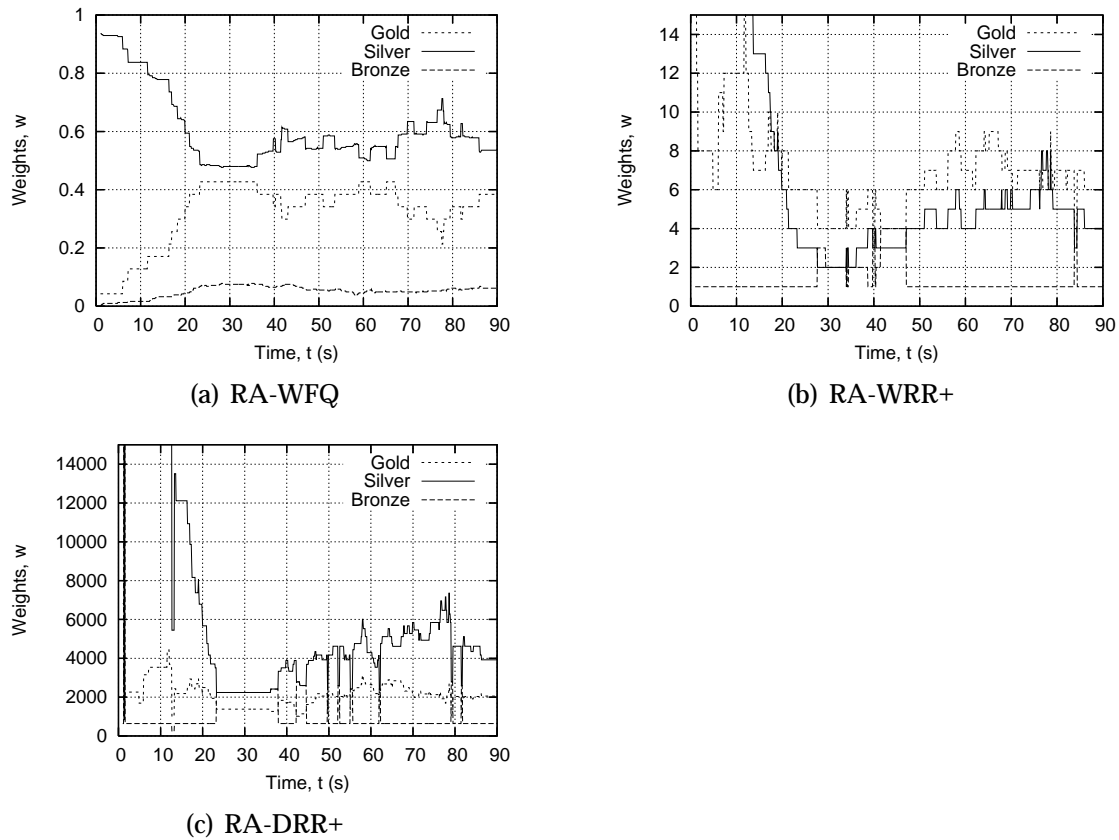 1
0.8
0.6
0.4
0.2
0
0 10 20 30 40 50 60 70 80 90
Weights, w
Time, t (s)
Gold
Silver
Bronze
(a) RA-WFQ
14
12
10
8
6
4
2
0
0 10 20 30 40 50 60 70 80 90
Weights, w
Time, t (s)
Gold
Silver
Bronze
(b) RA-WRR+
14000
12000
10000
8000
6000
4000
2000
0
0 10 20 30 40 50 60 70 80 90
Weights, w
Time, t (s)
Gold
Silver
Bronze
(c) RA-DRR+